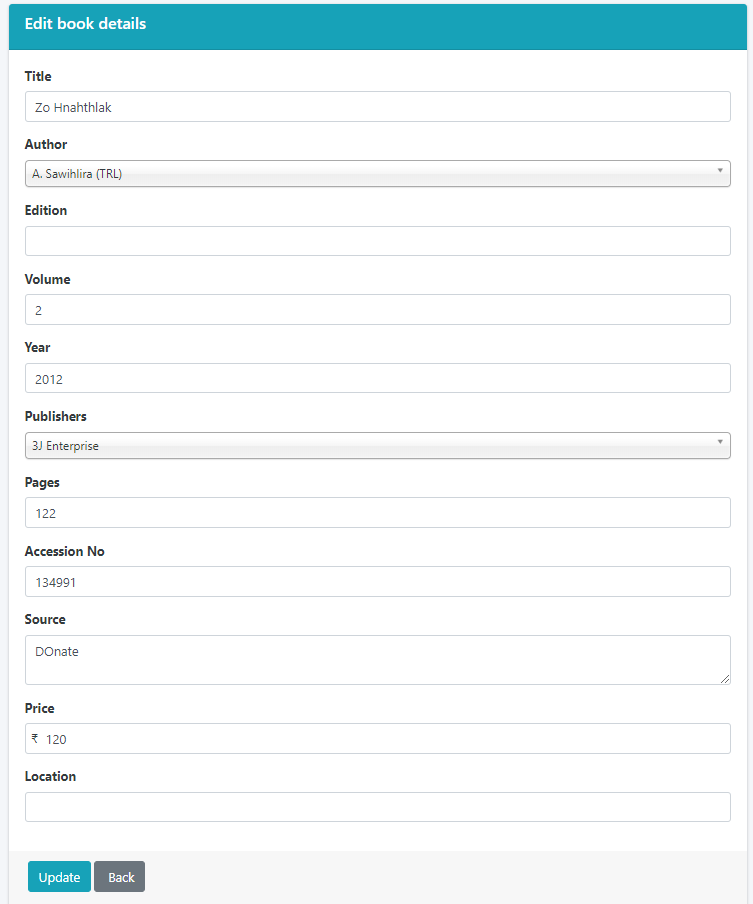 Edit book details
Title
Zo Hnahthlak
Author
A. Sawihlira (TRL)
Edition
Volume
2
Year
2012
Publishers
3J Enterprise
Pages
122
Accession No
134991
Source
DOnate
Price
₹ 120
Location
Update Back